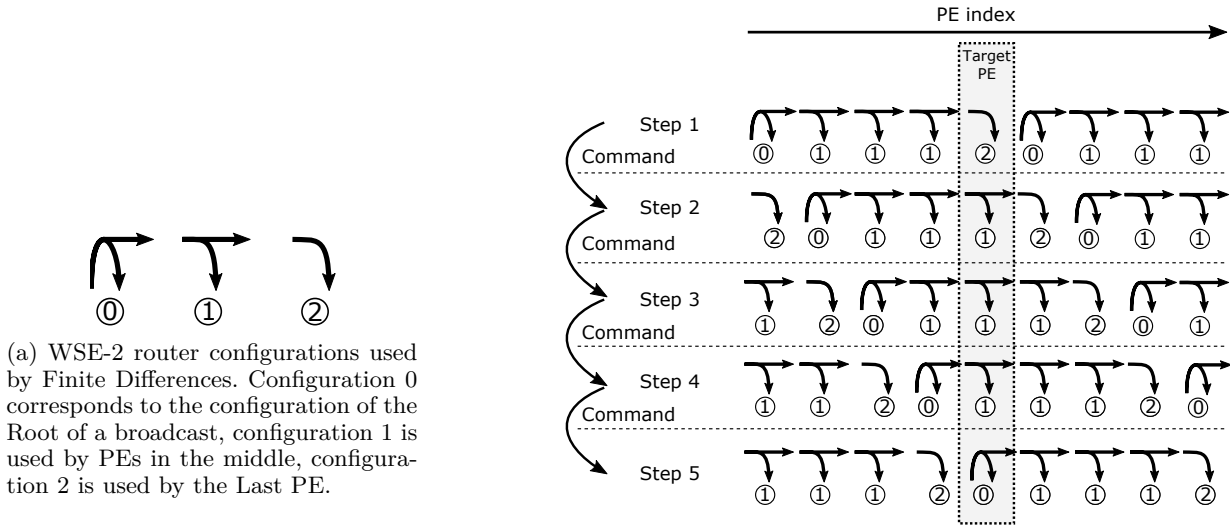 PE index
Target
PE
Step 1
⓪ ① ① ① ② ⓪ ① ① ①
Command
Step 2
② ⓪ ① ① ① ② ⓪ ① ①
Command
Step 3
① ② ⓪ ① ① ① ② ⓪ ①
Command
Step 4
① ① ② ⓪ ① ① ① ② ⓪
Command
Step 5
① ① ① ② ⓪ ① ① ① ②
⓪ ① ②
(a) WSE-2 router configurations used
by Finite Differences. Configuration 0
corresponds to the configuration of the
Root of a broadcast, configuration 1 is
used by PEs in the middle, configura-
tion 2 is used by the Last PE.